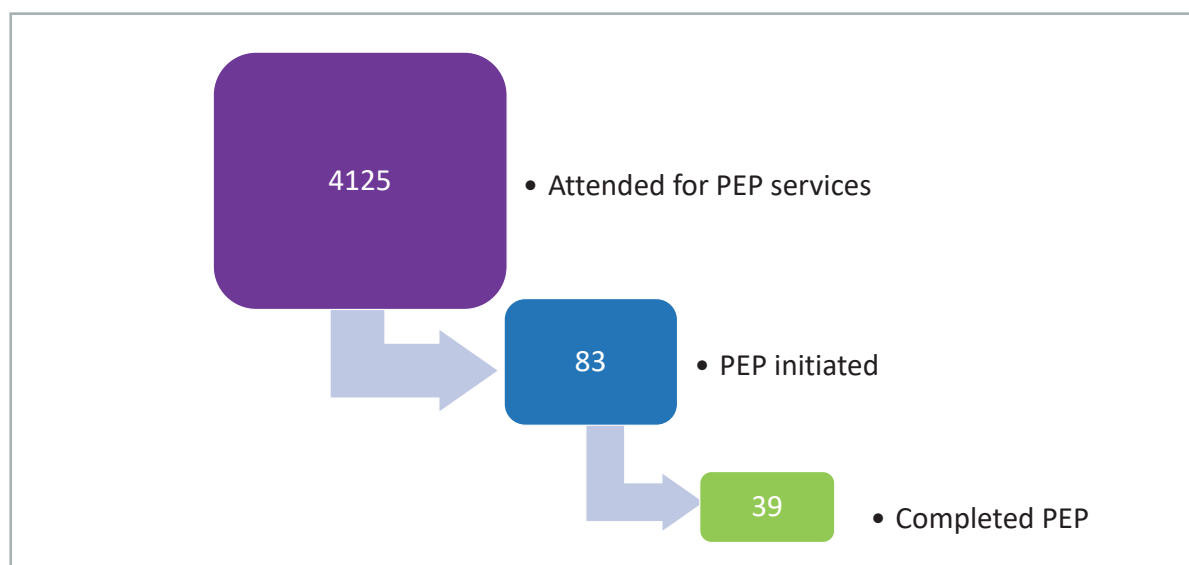 4125
• Attended for PEP services
83
• PEP initiated
39
• Completed PEP